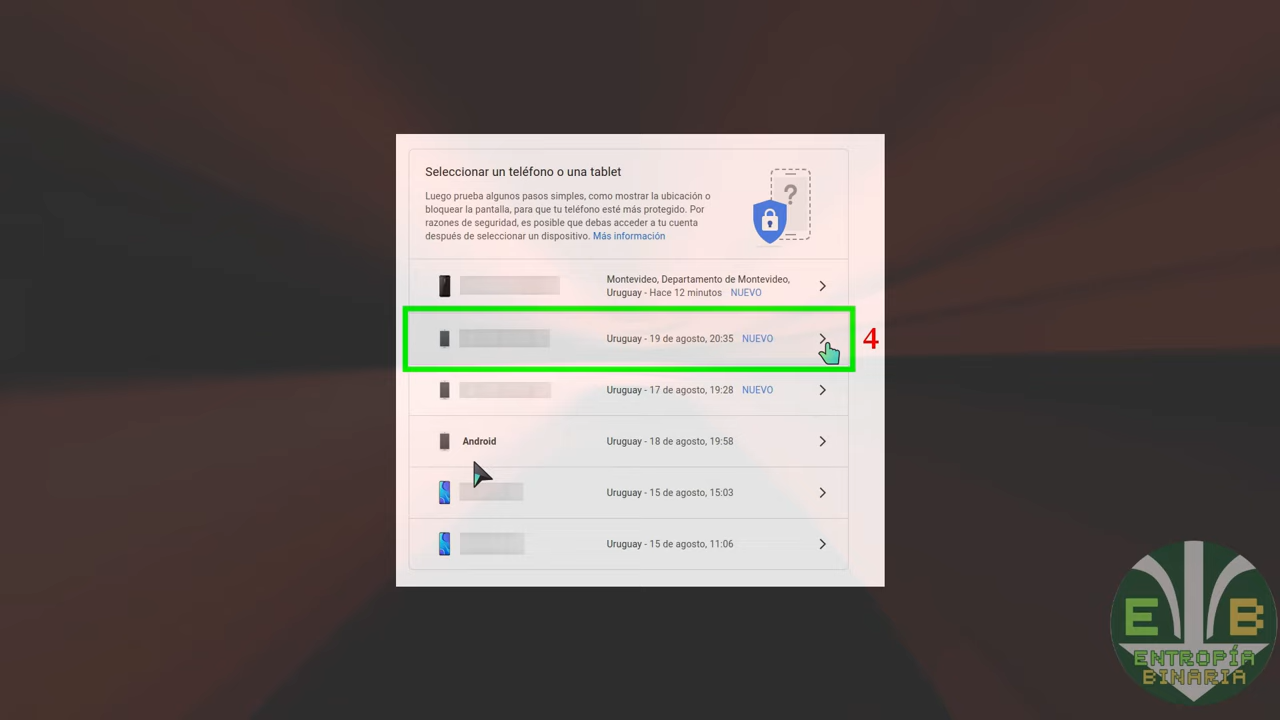 Seleccionar un teléfono o una tablet
Luego prueba algunos pasos simples, como mostrar la ubicación o
bloquear la pantalla, para que tu teléfono esté más protegido. Por
razones de seguridad, es posible que debas acceder a tu cuenta
después de seleccionar un dispositivo. Más información
?
Montevideo, Departamento de Montevideo,
Uruguay - Hace 12 minutos NUEVO
Uruguay - 19 de agosto, 20:35 NUEVO
4
Uruguay - 17 de agosto, 19:28 NUEVO
Android Uruguay - 18 de agosto, 19:58
Uruguay - 15 de agosto, 15:03
Uruguay - 15 de agosto, 11:06
E B
ENTROPÍA
BINARIA